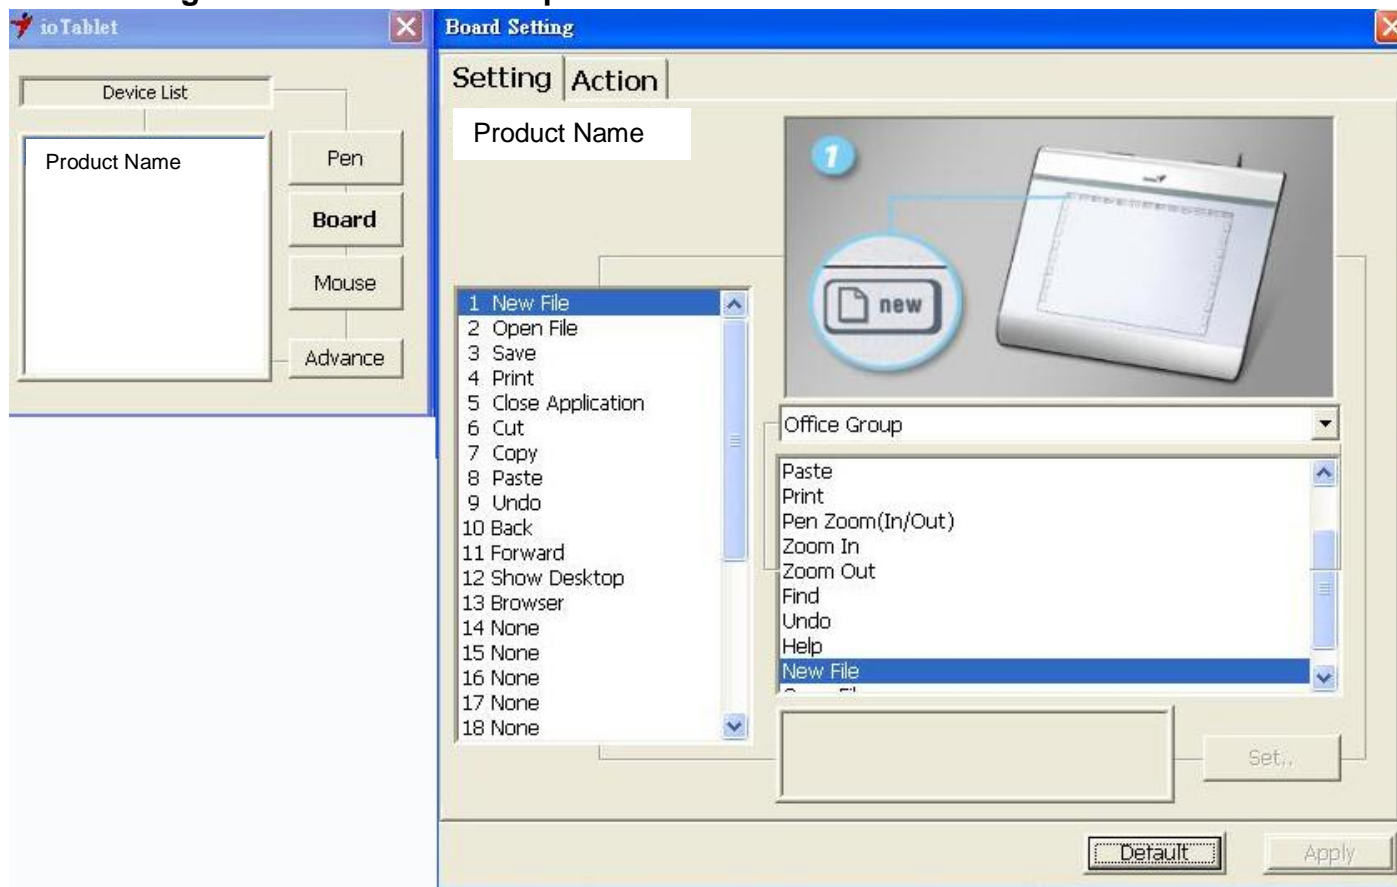 ioTablet
Device List
Product Name
Pen
Board
Mouse
Advance
Board Setting
Setting
Action
Product Name
1
new
1 New File
2 Open File
3 Save
4 Print
5 Close Application
6 Cut
7 Copy
8 Paste
9 Undo
10 Back
11 Forward
12 Show Desktop
13 Browser
14 None
15 None
16 None
17 None
18 None
Office Group
Paste
Print
Pen Zoom(In/Out)
Zoom In
Zoom Out
Find
Undo
Help
New File
Set..
Default
Apply